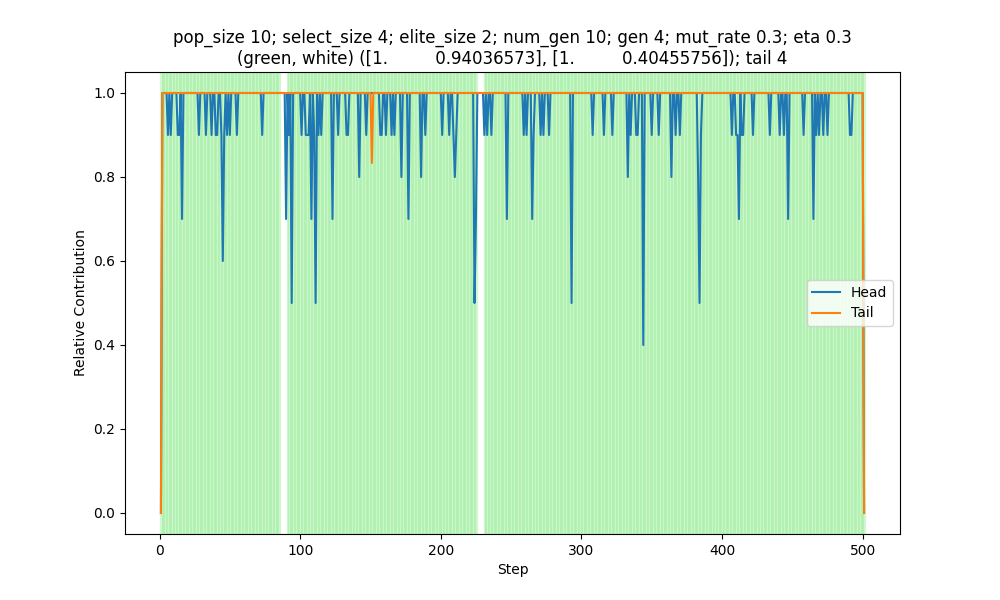 pop_size 10; select_size 4; elite_size 2; num_gen 10; gen 4; mut_rate 0.3; eta 0.3
(green, white) ([1.          0.94036573], [1.          0.40455756]); tail 4
1.0
0.8
0.6
0.4
0.2
0.0
Relative Contribution
Head
Tail
0
100
200
300
400
500
Step